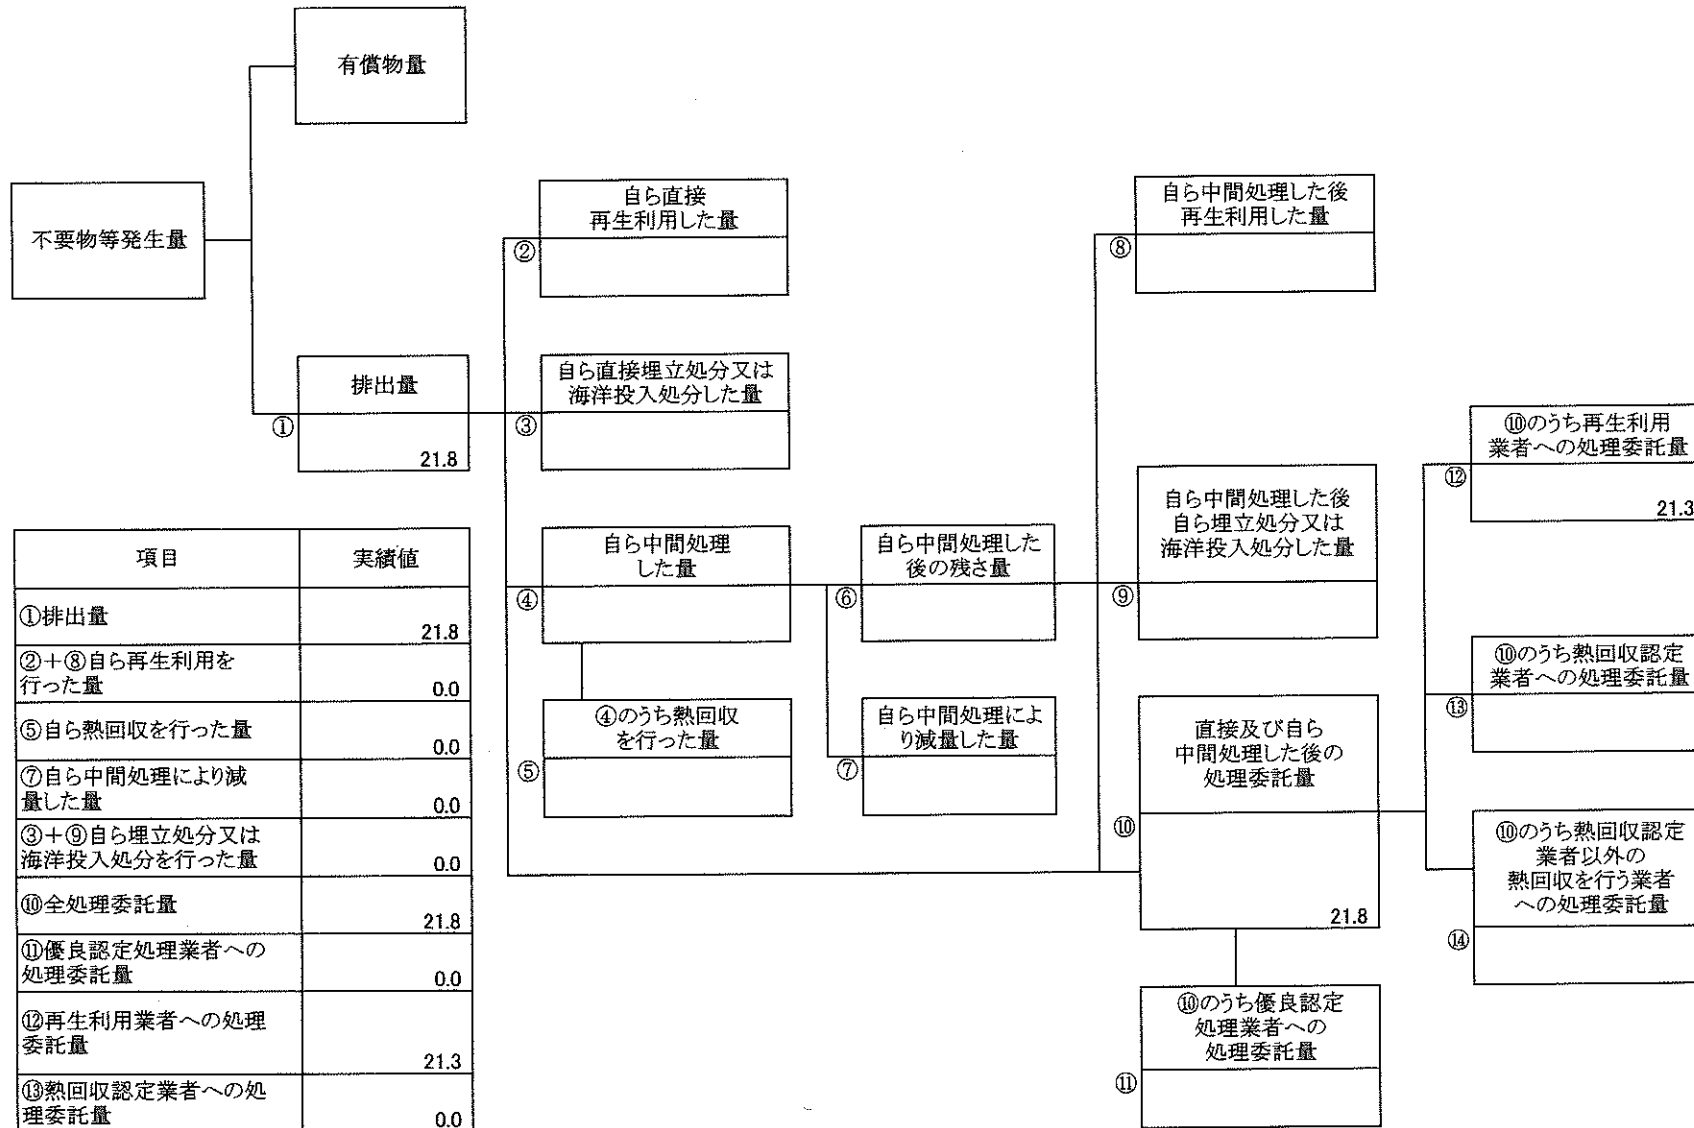 有償物量
不要物等発生量
自ら直接
再生利用した量
②
自ら中間処理した後
再生利用した量
⑧
排出量
①
21.8
自ら直接埋立処分又は
海洋投入処分した量
③
⑩のうち再生利用
業者への処理委託量
⑫
21.3
自ら中間処理
した量
④
自ら中間処理した
後の残さ量
⑥
自ら中間処理した後
自ら埋立処分又は
海洋投入処分した量
⑨
⑩のうち熱回収認定
業者への処理委託量
⑬
④のうち熱回収
を行った量
⑤
自ら中間処理によ
り減量した量
⑦
直接及び自ら
中間処理した後の
処理委託量
⑩
21.8
⑩のうち熱回収認定
業者以外の
熱回収を行う業者
への処理委託量
⑭
⑩のうち優良認定
処理業者への
処理委託量
⑪
項目 実績値
①排出量 21.8
②+⑧自ら再生利用を
行った量 0.0
⑤自ら熱回収を行った量 0.0
⑦自ら中間処理により減
量した量 0.0
③+⑨自ら埋立処分又は
海洋投入処分を行った量 0.0
⑩全処理委託量 21.8
⑪優良認定処理業者への
処理委託量 0.0
⑫再生利用業者への処理
委託量 21.3
⑬熱回収認定業者への処
理委託量 0.0